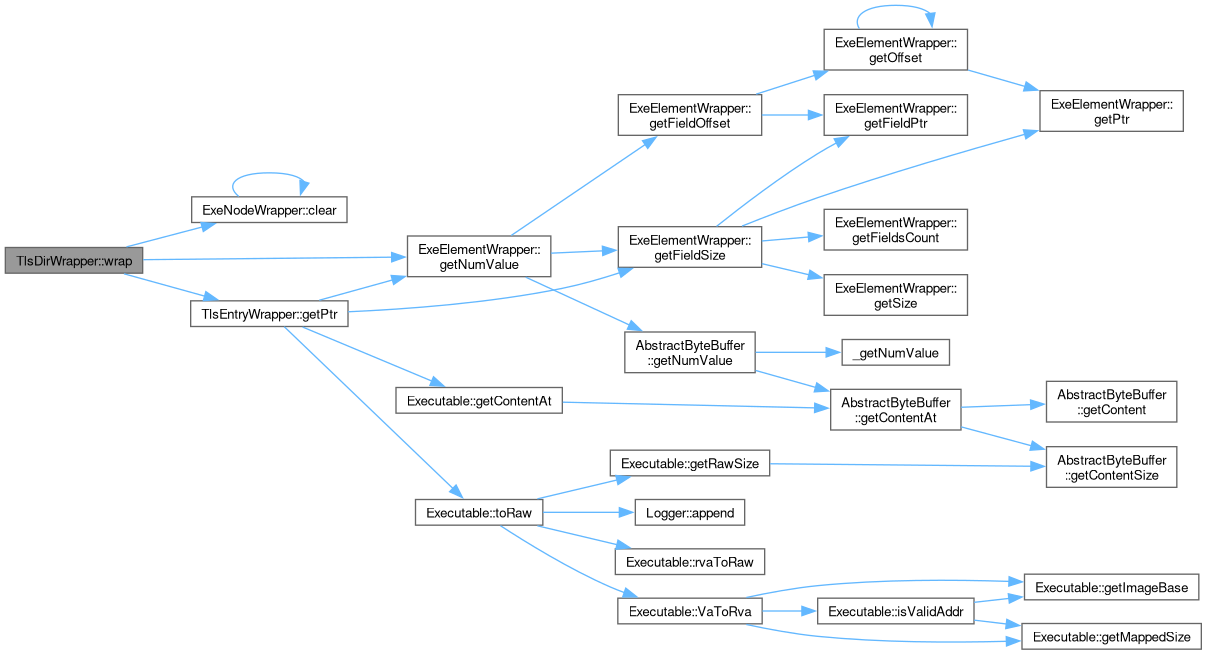 TlsDirWrapper::wrap
ExeNodeWrapper::clear
TlsEntryWrapper::getPtr
ExeElementWrapper::
getNumValue
Executable::getContentAt
Executable::toRaw
ExeElementWrapper::
getFieldOffset
ExeElementWrapper::
getFieldSize
AbstractByteBuffer
::getNumValue
Executable::getRawSize
Logger::append
Executable::rvaToRaw
Executable::VaToRva
ExeElementWrapper::
getOffset
ExeElementWrapper::
getFieldPtr
ExeElementWrapper::
getFieldsCount
ExeElementWrapper::
getSize
_getNumValue
AbstractByteBuffer
::getContentAt
Executable::isValidAddr
ExeElementWrapper::
getPtr
AbstractByteBuffer
::getContent
AbstractByteBuffer
::getContentSize
Executable::getImageBase
Executable::getMappedSize